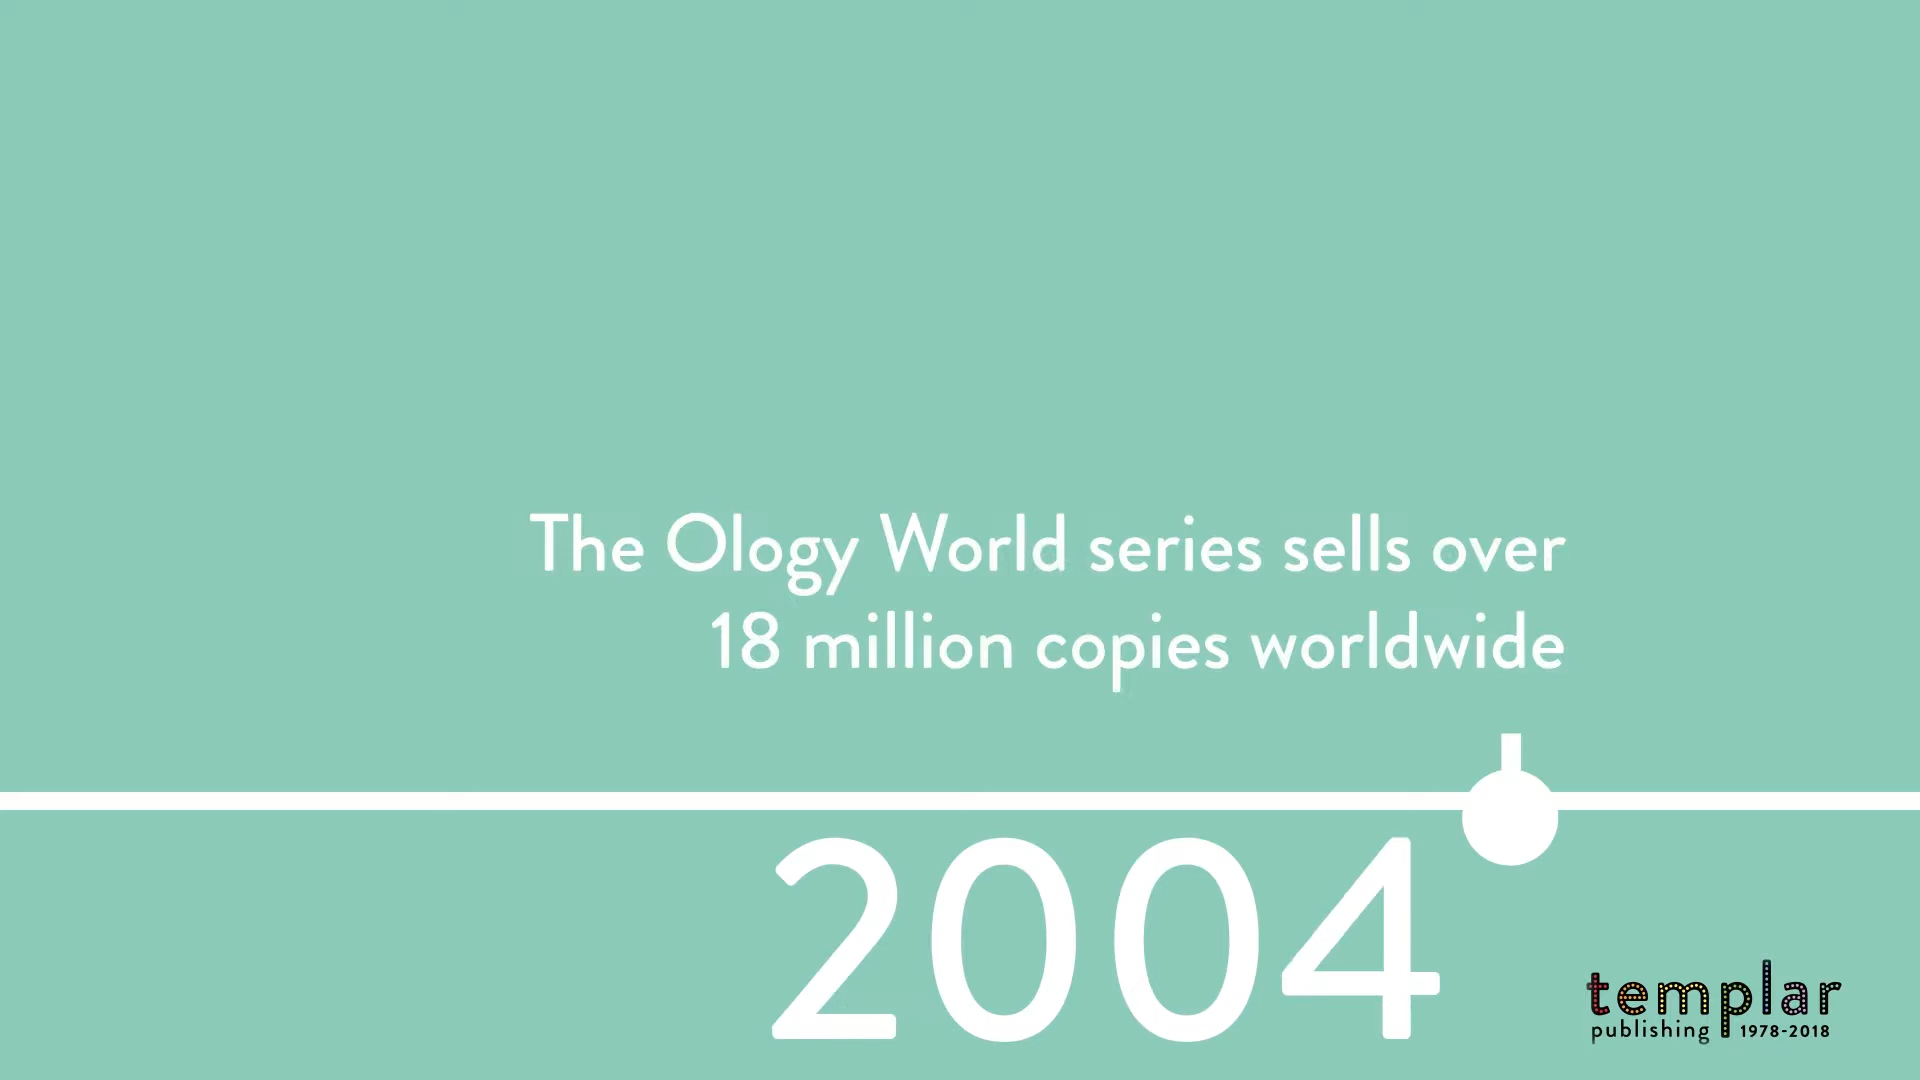 The Ology World series sells over
18 million copies worldwide
2004
templar
publishing 1978-2018